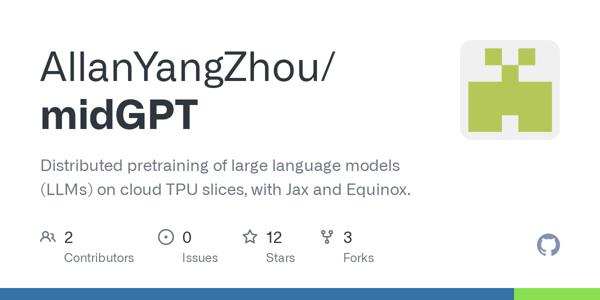 AllanYangZhou/
midGPT
Distributed pretraining of large language models
(LLMs) on cloud TPU slices, with Jax and Equinox.
2 0 12 3
Contributors Issues Stars Forks